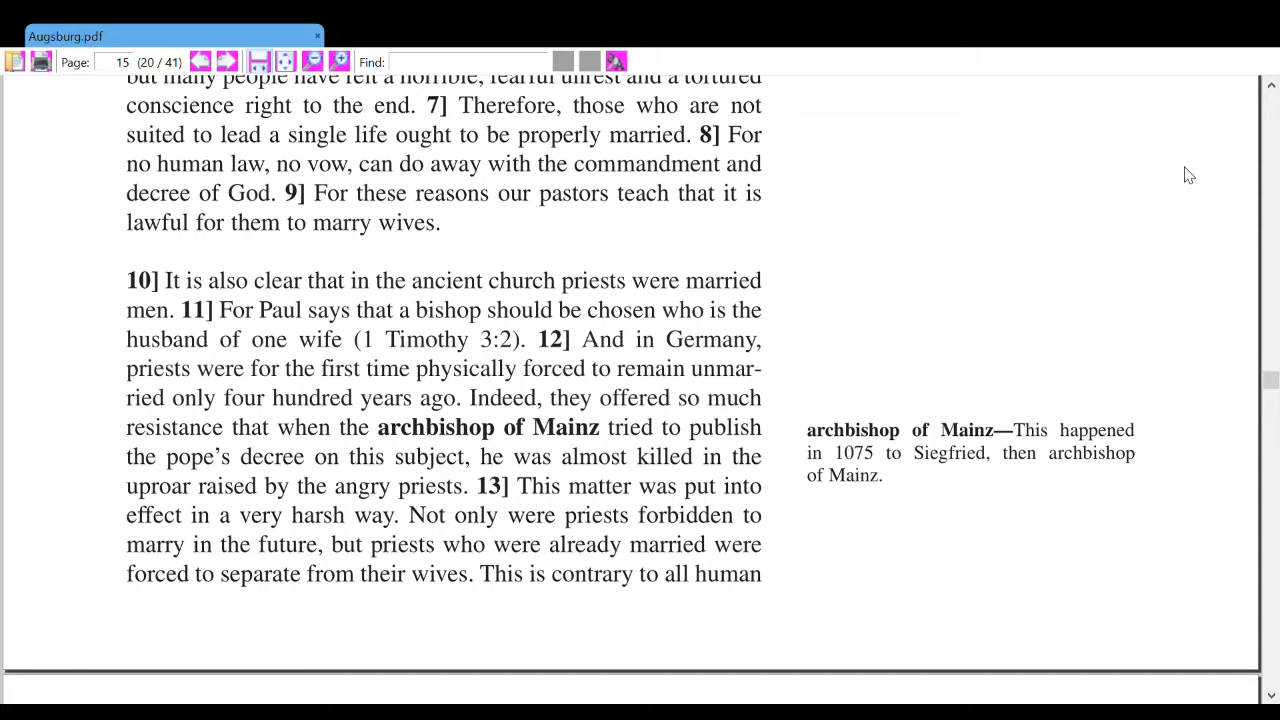 Augsburg.pdf
Page: 15 (20 / 41) Find:
but many people have felt a horrible, fearful unrest and a tortured
conscience right to the end. 7] Therefore, those who are not
suited to lead a single life ought to be properly married. 8] For
no human law, no vow, can do away with the commandment and
decree of God. 9] For these reasons our pastors teach that it is
lawful for them to marry wives.
10] It is also clear that in the ancient church priests were married
men. 11] For Paul says that a bishop should be chosen who is the
husband of one wife (1 Timothy 3:2). 12] And in Germany,
priests were for the first time physically forced to remain unmar-
ried only four hundred years ago. Indeed, they offered so much
resistance that when the archbishop of Mainz tried to publish
the pope’s decree on this subject, he was almost killed in the
uproar raised by the angry priests. 13] This matter was put into
effect in a very harsh way. Not only were priests forbidden to
marry in the future, but priests who were already married were
forced to separate from their wives. This is contrary to all human
archbishop of Mainz—This happened
in 1075 to Siegfried, then archbishop
of Mainz.